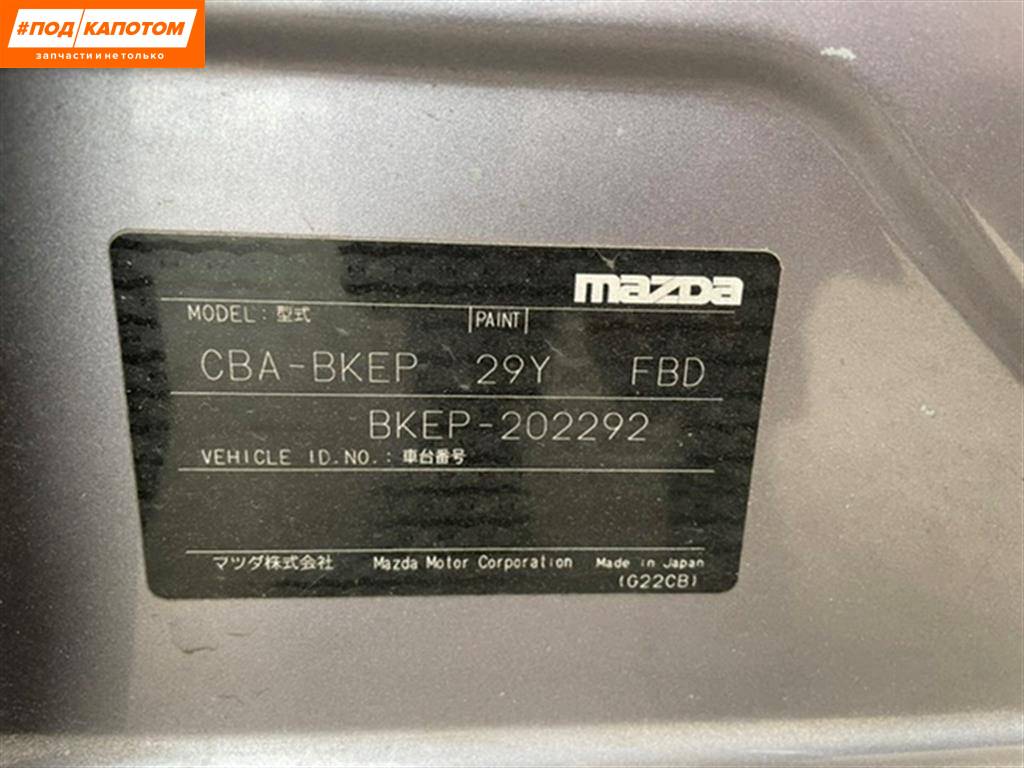 #ПОД КАПОТОМ
запчасти и не только
mazda
MODEL : 型式 PAINT
CBA-BKEP 29Y FBD
BKEP-202292
VEHICLE ID.NO. : 車台番号
マツダ株式会社 Mazda Motor Corporation Made in Japan
(G22CB)